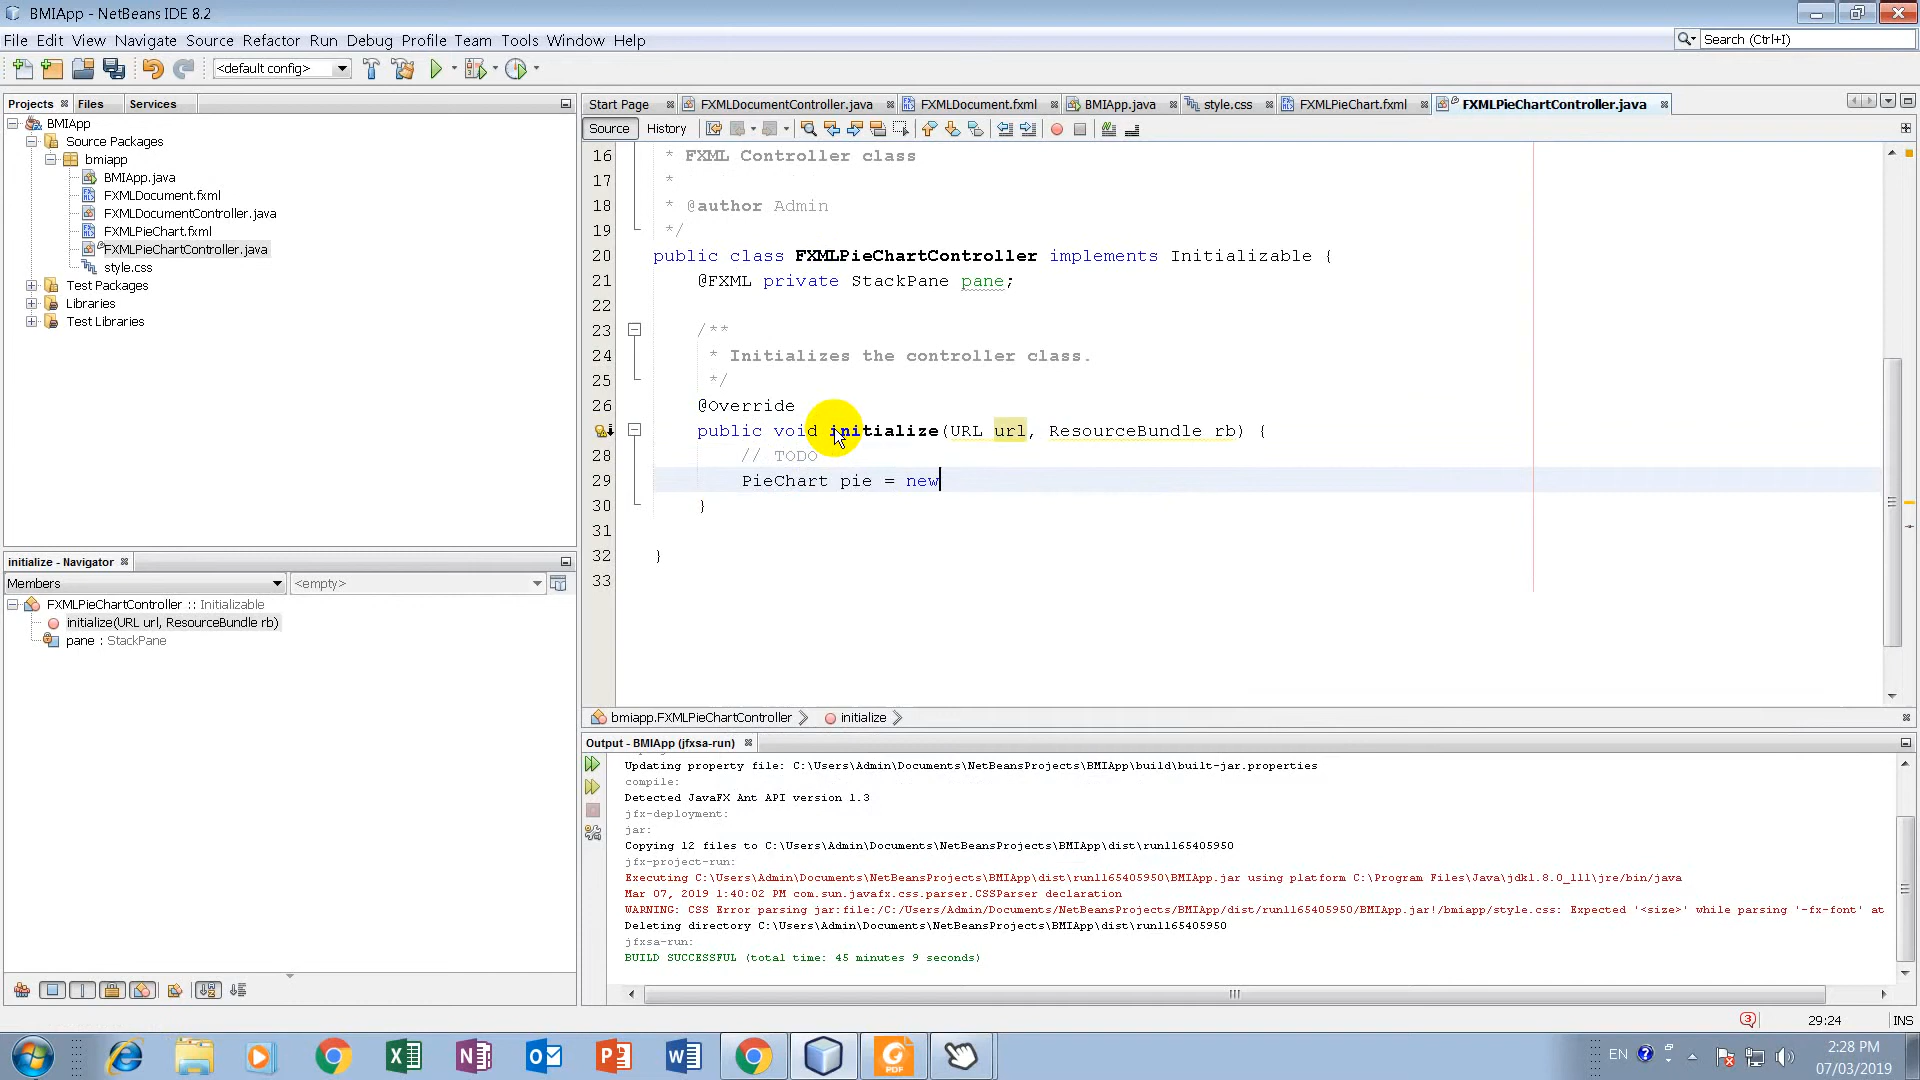 BMIApp - NetBeans IDE 8.2
File Edit View Navigate Source Refactor Run Debug Profile Team Tools Window Help
Search (Ctrl+I)
<default config>
Projects Files Services
Start Page FXMLDocumentController.java FXMLDocument.fxml BMIApp.java style.css FXMLPieChart.fxml FXMLPieChartController.java
Source History
BMIApp
Source Packages
bmiapp
BMIApp.java
FXMLDocument.fxml
FXMLDocumentController.java
FXMLPieChart.fxml
FXMLPieChartController.java
style.css
Test Packages
Libraries
Test Libraries
16 * FXML Controller class
17 *
18 * @author Admin
19 */
20 public class FXMLPieChartController implements Initializable {
21 @FXML private StackPane pane;
22
23 /**
24 * Initializes the controller class.
25 */
26 @Override
public void initialize(URL url, ResourceBundle rb) {
28 // TODO
29 PieChart pie = new
30 }
31
32 }
33
initialize - Navigator
Members <empty>
FXMLPieChartController :: Initializable
initialize(URL url, ResourceBundle rb)
pane : StackPane
bmiapp.FXMLPieChartController initialize
Output - BMIApp (jfxsa-run)
Updating property file: C:\Users\Admin\Documents\NetBeansProjects\BMIApp\build\built-jar.properties
compile:
Detected JavaFX Ant API version 1.3
jfx-deployment:
jar:
Copying 12 files to C:\Users\Admin\Documents\NetBeansProjects\BMIApp\dist\run1165405950
jfx-project-run:
Executing C:\Users\Admin\Documents\NetBeansProjects\BMIApp\dist\run1165405950\BMIApp.jar using platform C:\Program Files\Java\jdk1.8.0_111\jre/bin/java
Mar 07, 2019 1:40:02 PM com.sun.javafx.css.parser.CSSParser declaration
WARNING: CSS Error parsing jar:file:/C:/Users/Admin/Documents/NetBeansProjects/BMIApp/dist/run1165405950/BMIApp.jar!/bmiapp/style.css: Expected '<size>' while parsing '-fx-font' at
Deleting directory C:\Users\Admin\Documents\NetBeansProjects\BMIApp\dist\run1165405950
jfxsa-run:
BUILD SUCCESSFUL (total time: 45 minutes 9 seconds)
3 29:24 INS
EN 2:28 PM
07/03/2019